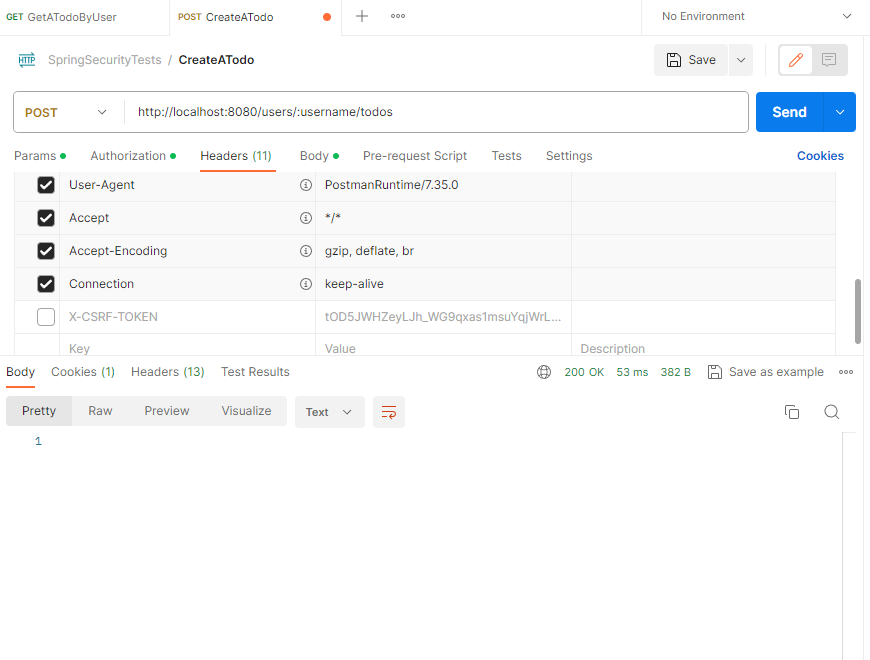 GET GetATodoByUser
POST CreateATodo
No Environment
HTTP SpringSecurityTests / CreateATodo
Save
POST
http://localhost:8080/users/:username/todos
Send
Params Authorization Headers (11) Body Pre-request Script Tests Settings Cookies
User-Agent PostmanRuntime/7.35.0
Accept */*
Accept-Encoding gzip, deflate, br
Connection keep-alive
X-CSRF-TOKEN tOD5JWHZeyLJh_WG9qxas1msuYqjWrL...
Key Value Description
Body Cookies (1) Headers (13) Test Results 200 OK 53 ms 382 B Save as example
Pretty Raw Preview Visualize Text
1